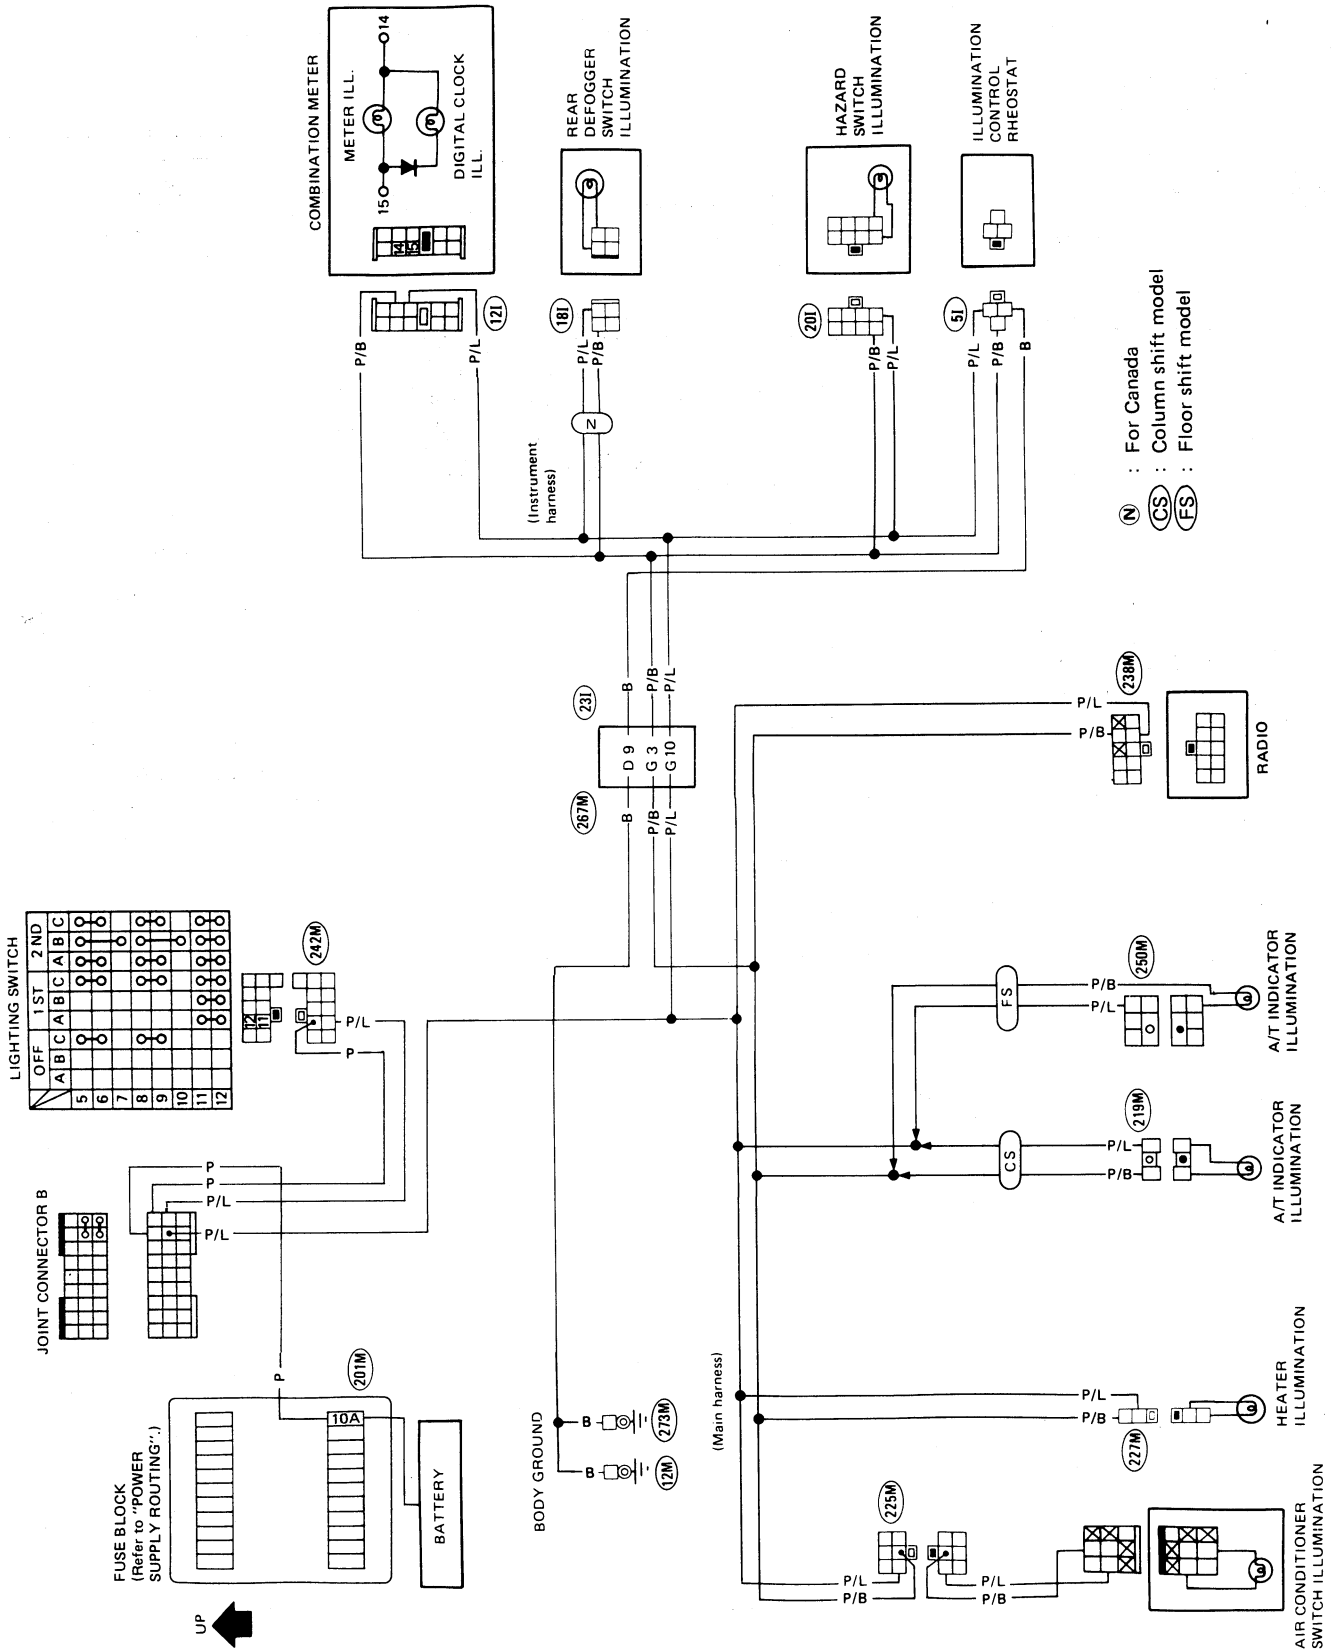 COMBINATION METER
METER ILL.
14
15
DIGITAL CLOCK
ILL.
14
15
12I
P/B
P/L
REAR
DEFOGGER
SWITCH
ILLUMINATION
18I
P/L
P/B
N
(Instrument
harness)
HAZARD
SWITCH
ILLUMINATION
20I
P/B
P/L
ILLUMINATION
CONTROL
RHEOSTAT
5I
P/L
P/B
B
N : For Canada
CS : Column shift model
FS : Floor shift model
23I
B
P/B
P/L
D 9
G 3
G 10
267M
B
P/B
P/L
238M
P/L
P/B
RADIO
LIGHTING SWITCH
OFF 1ST 2ND
A B C A B C A B C
5
6
7
8
9
10
11
12
12
11
242M
P/L
P
JOINT CONNECTOR B
P
P
P/L
P/L
FUSE BLOCK
(Refer to "POWER
SUPPLY ROUTING".)
201M
P
10A
BATTERY
UP
BODY GROUND
B
273M
B
12M
(Main harness)
FS
250M
P/B
P/L
A/T INDICATOR
ILLUMINATION
CS
219M
P/L
P/B
A/T INDICATOR
ILLUMINATION
P/L
P/B
227M
HEATER
ILLUMINATION
225M
P/L
P/B
P/L
P/B
AIR CONDITIONER
SWITCH ILLUMINATION